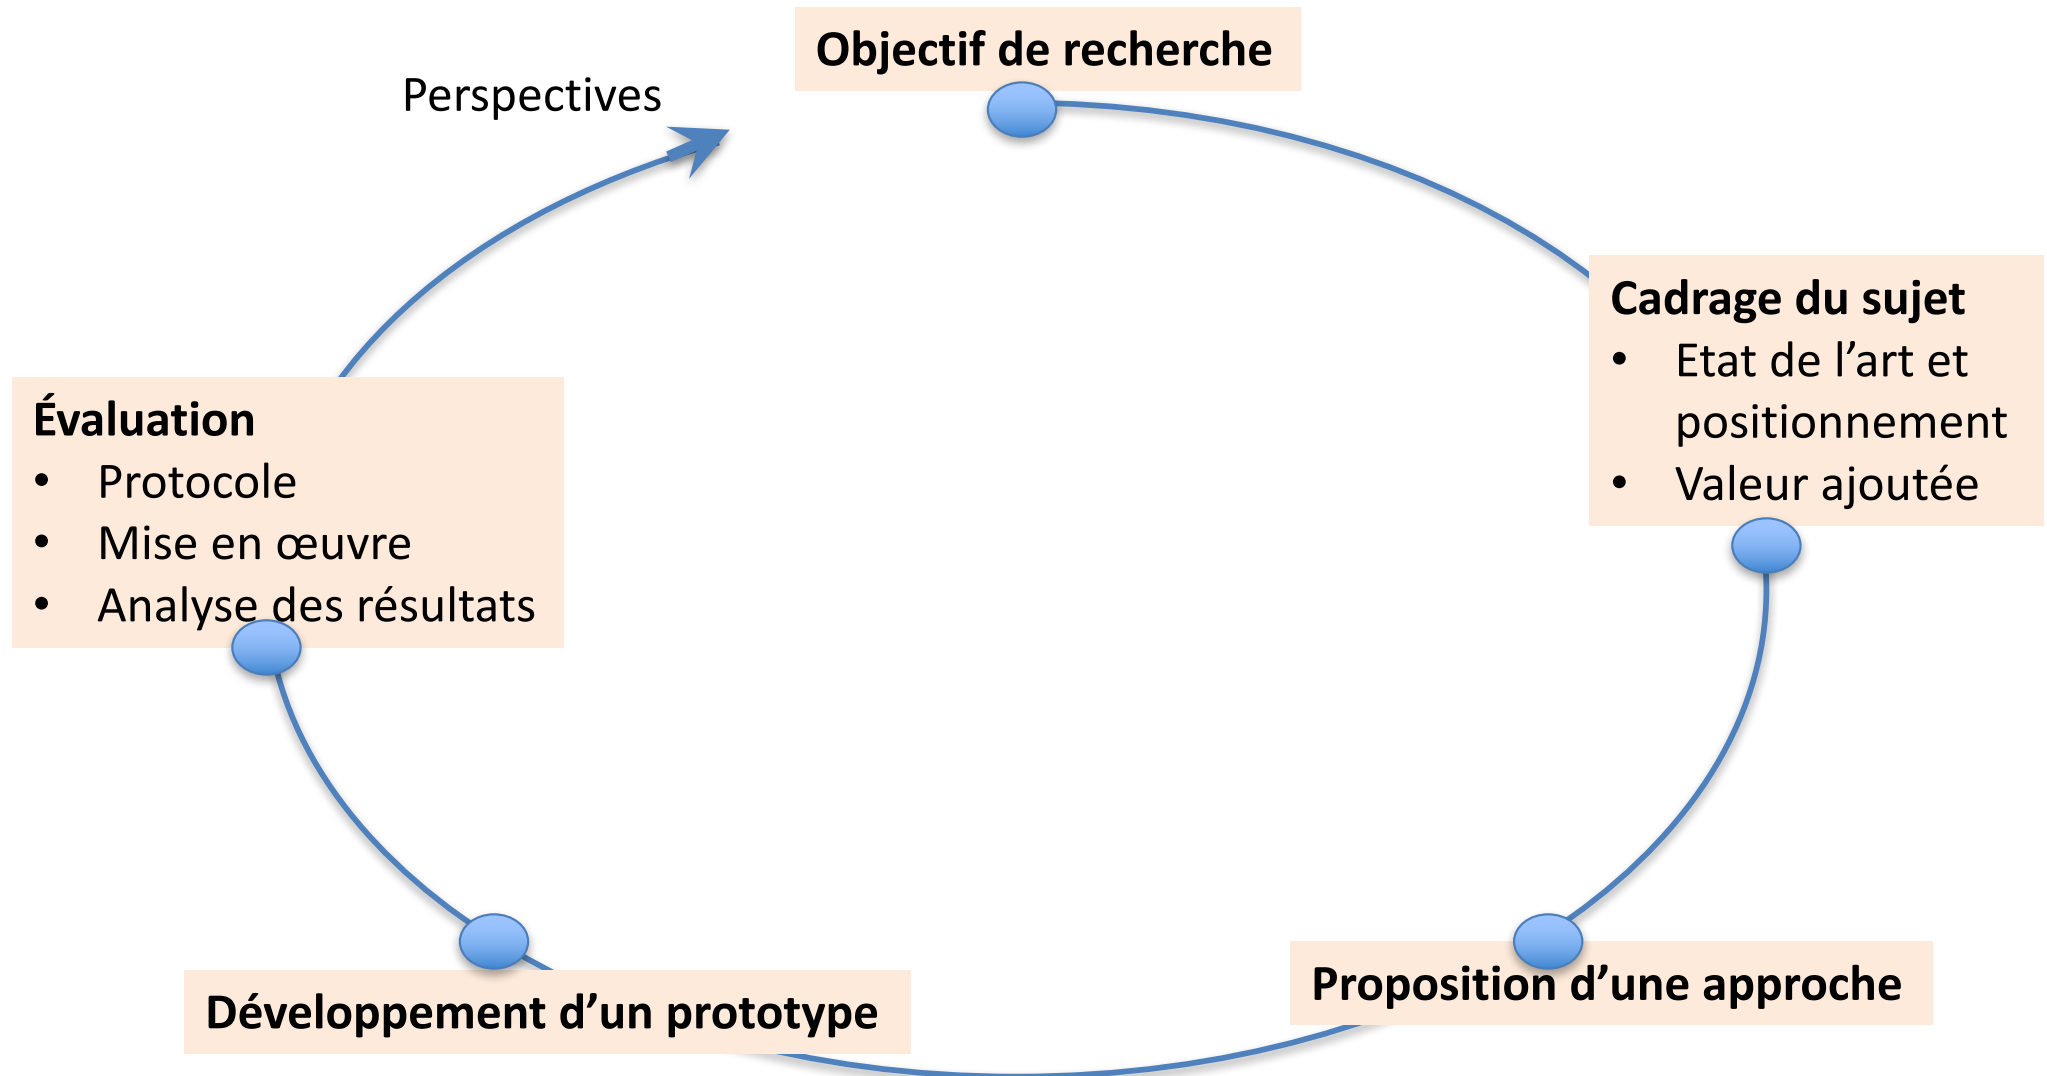 Objectif de recherche
Perspectives
Cadrage du sujet
• Etat de l’art et
positionnement
• Valeur ajoutée
Évaluation
• Protocole
• Mise en œuvre
• Analyse des résultats
Proposition d’une approche
Développement d’un prototype